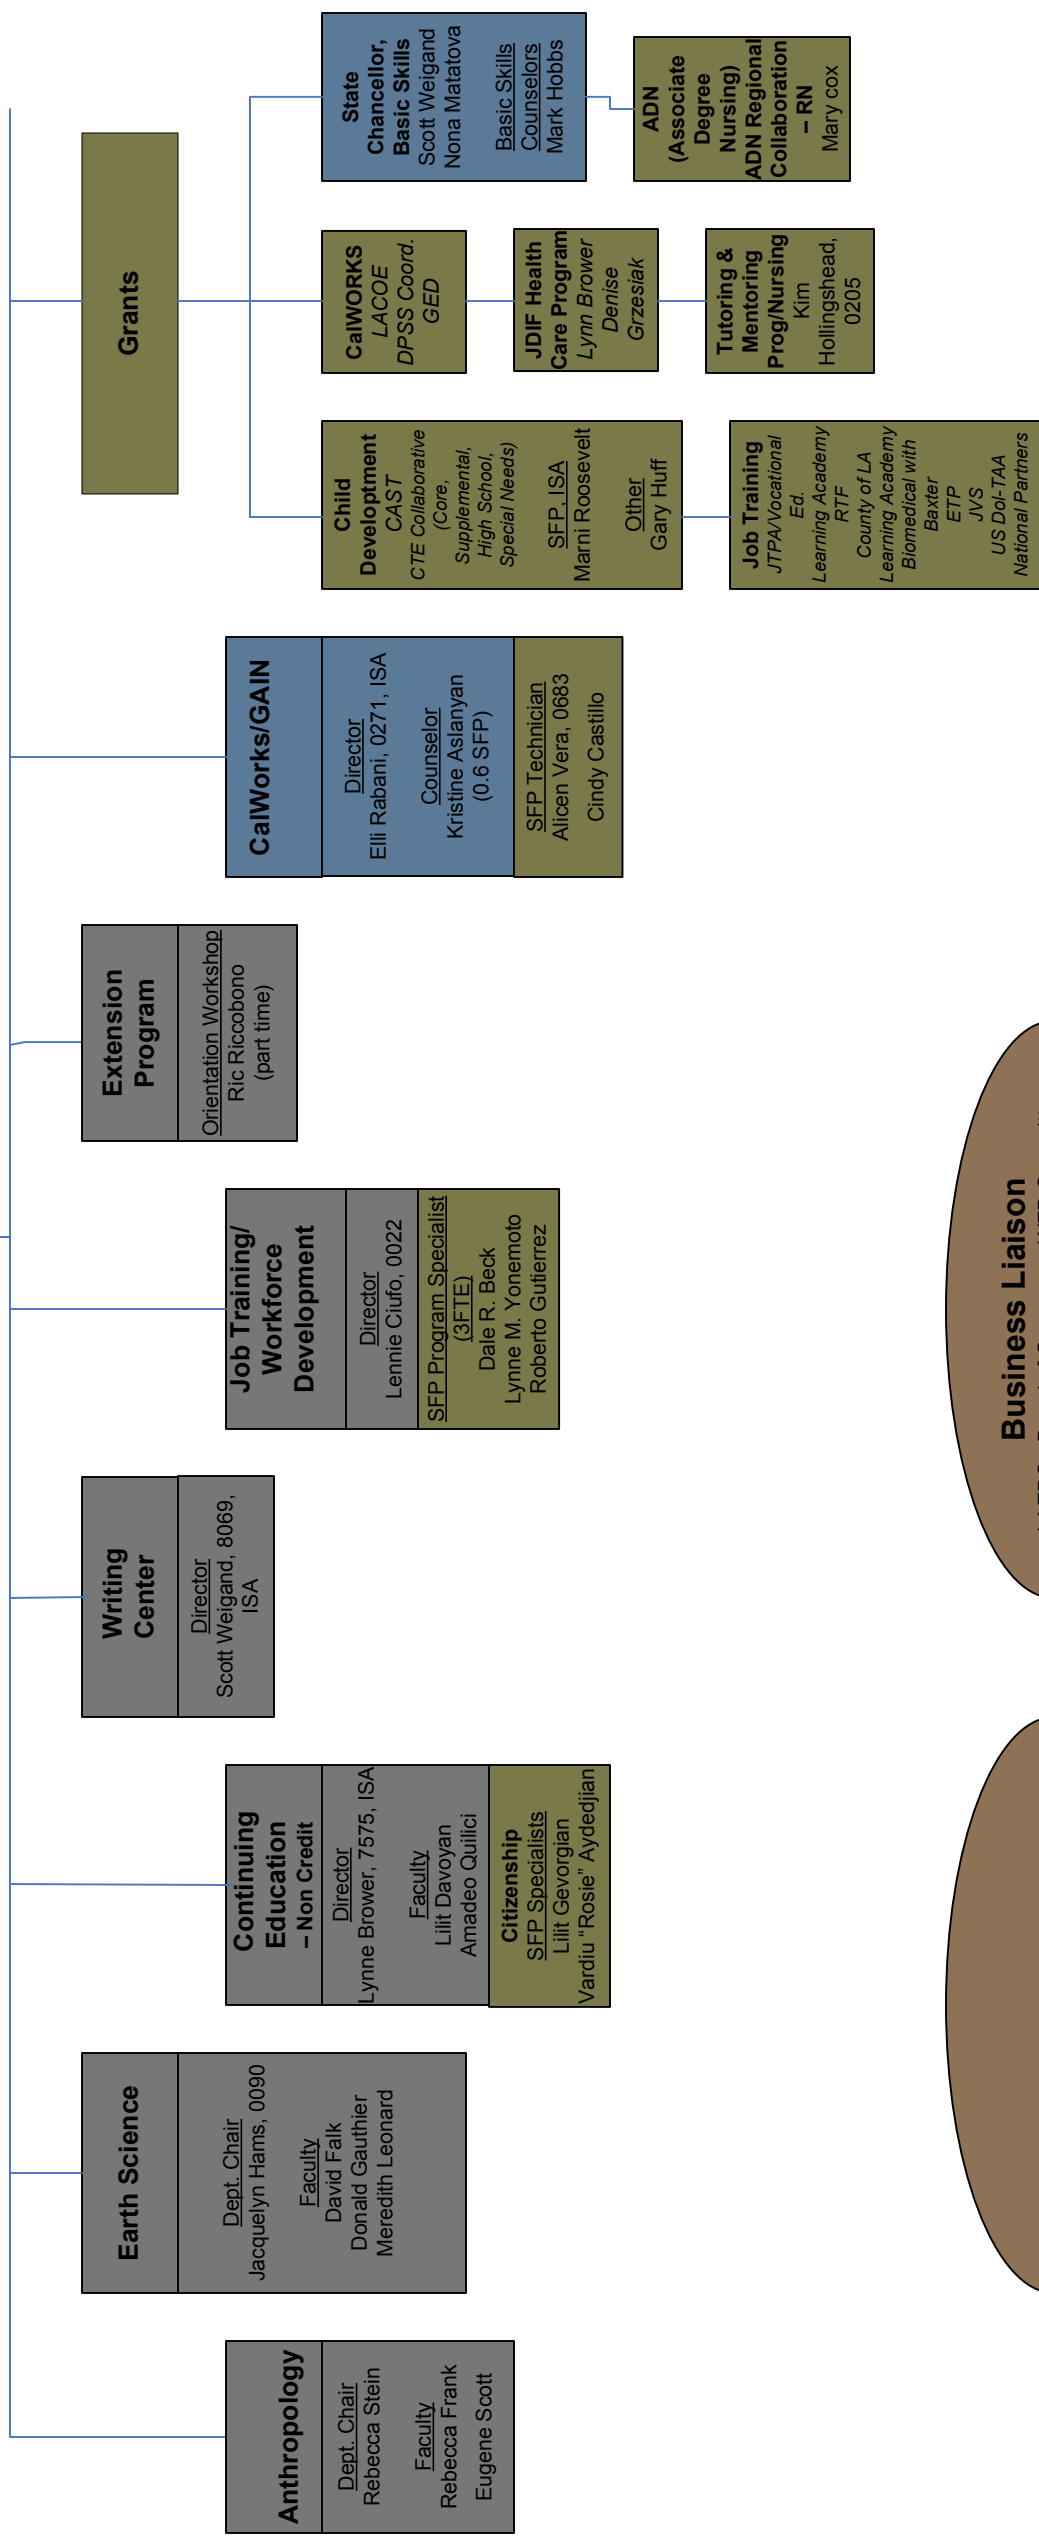 Anthropology
Dept. Chair
Rebecca Stein
Faculty
Rebecca Frank
Eugene Scott
Earth Science
Dept. Chair
Jacquelyn Hams, 0090
Faculty
David Falk
Donald Gauthier
Meredith Leonard
Continuing
Education
– Non Credit
Director
Lynne Brower, 7575, ISA
Faculty
Lilit Davoyan
Amadeo Quilici
Citizenship
SFP Specialists
Lilit Gevorgian
Vardiu “Rosie” Aydedjian
Writing
Center
Director
Scott Weigand, 8069,
ISA
Job Training/
Workforce
Development
Director
Lennie Ciufo, 0022
SFP Program Specialist
(3FTE)
Dale R. Beck
Lynne M. Yonemoto
Roberto Gutierrez
Extension
Program
Orientation Workshop
Ric Riccobono
(part time)
CalWorks/GAIN
Director
Elli Rabani, 0271, ISA
Counselor
Kristine Aslanyan
(0.6 SFP)
SFP Technician
Alicen Vera, 0683
Cindy Castillo
Grants
Child
Developtment
CAST
CTE Collaborative
(Core,
Supplemental,
High School,
Special Needs)
SFP, ISA
Marni Roosevelt
Other
Gary Huff
Job Training
JTPA/Vocational
Ed.
Learning Academy
RTF
County of LA
Learning Academy
Biomedical with
Baxter
ETP
JVS
US Dol-TAA
National Partners
CalWORKS
LACOE
DPSS Coord.
GED
JDIF Health
Care Program
Lynn Brower
Denise
Grzesiak
Tutoring &
Mentoring
Prog/Nursing
Kim
Hollingshead,
0205
State
Chancellor,
Basic Skills
Scott Weigand
Nona Matatova
Basic Skills
Counselors
Mark Hobbs
ADN
(Associate
Degree
Nursing)
ADN Regional
Collaboration
– RN
Mary cox
Business Liaison